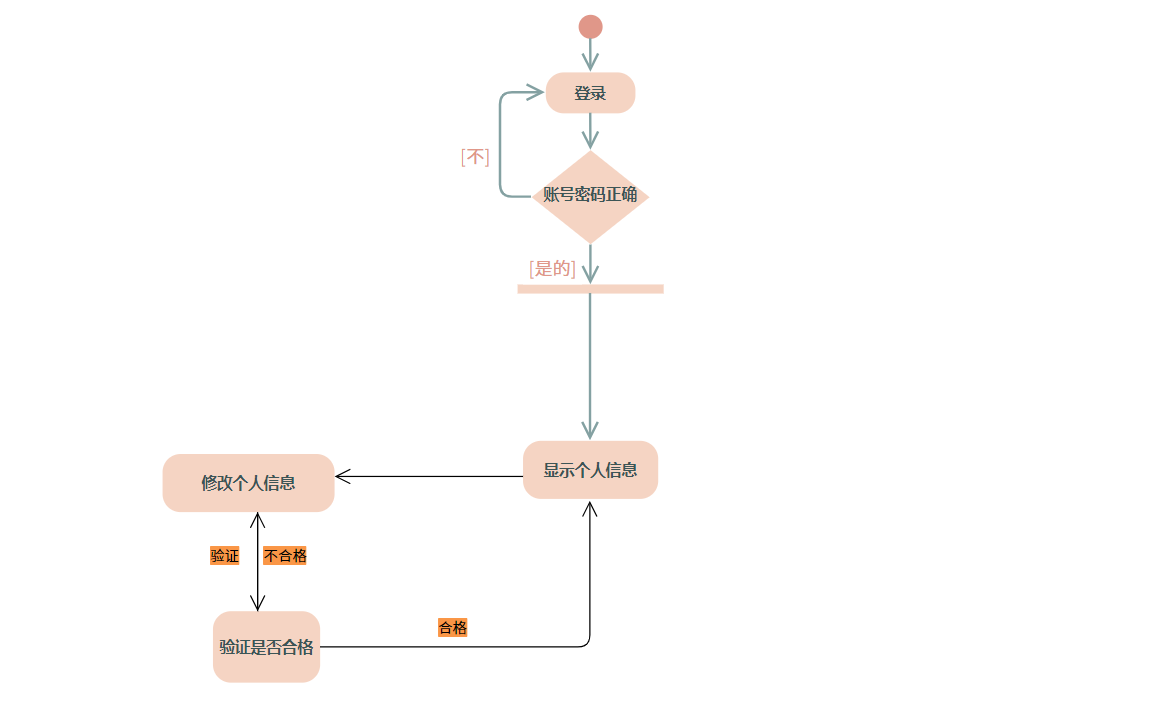 登录
[不]
账号密码正确
[是的]
显示个人信息
修改个人信息
验证
不合格
合格
验证是否合格